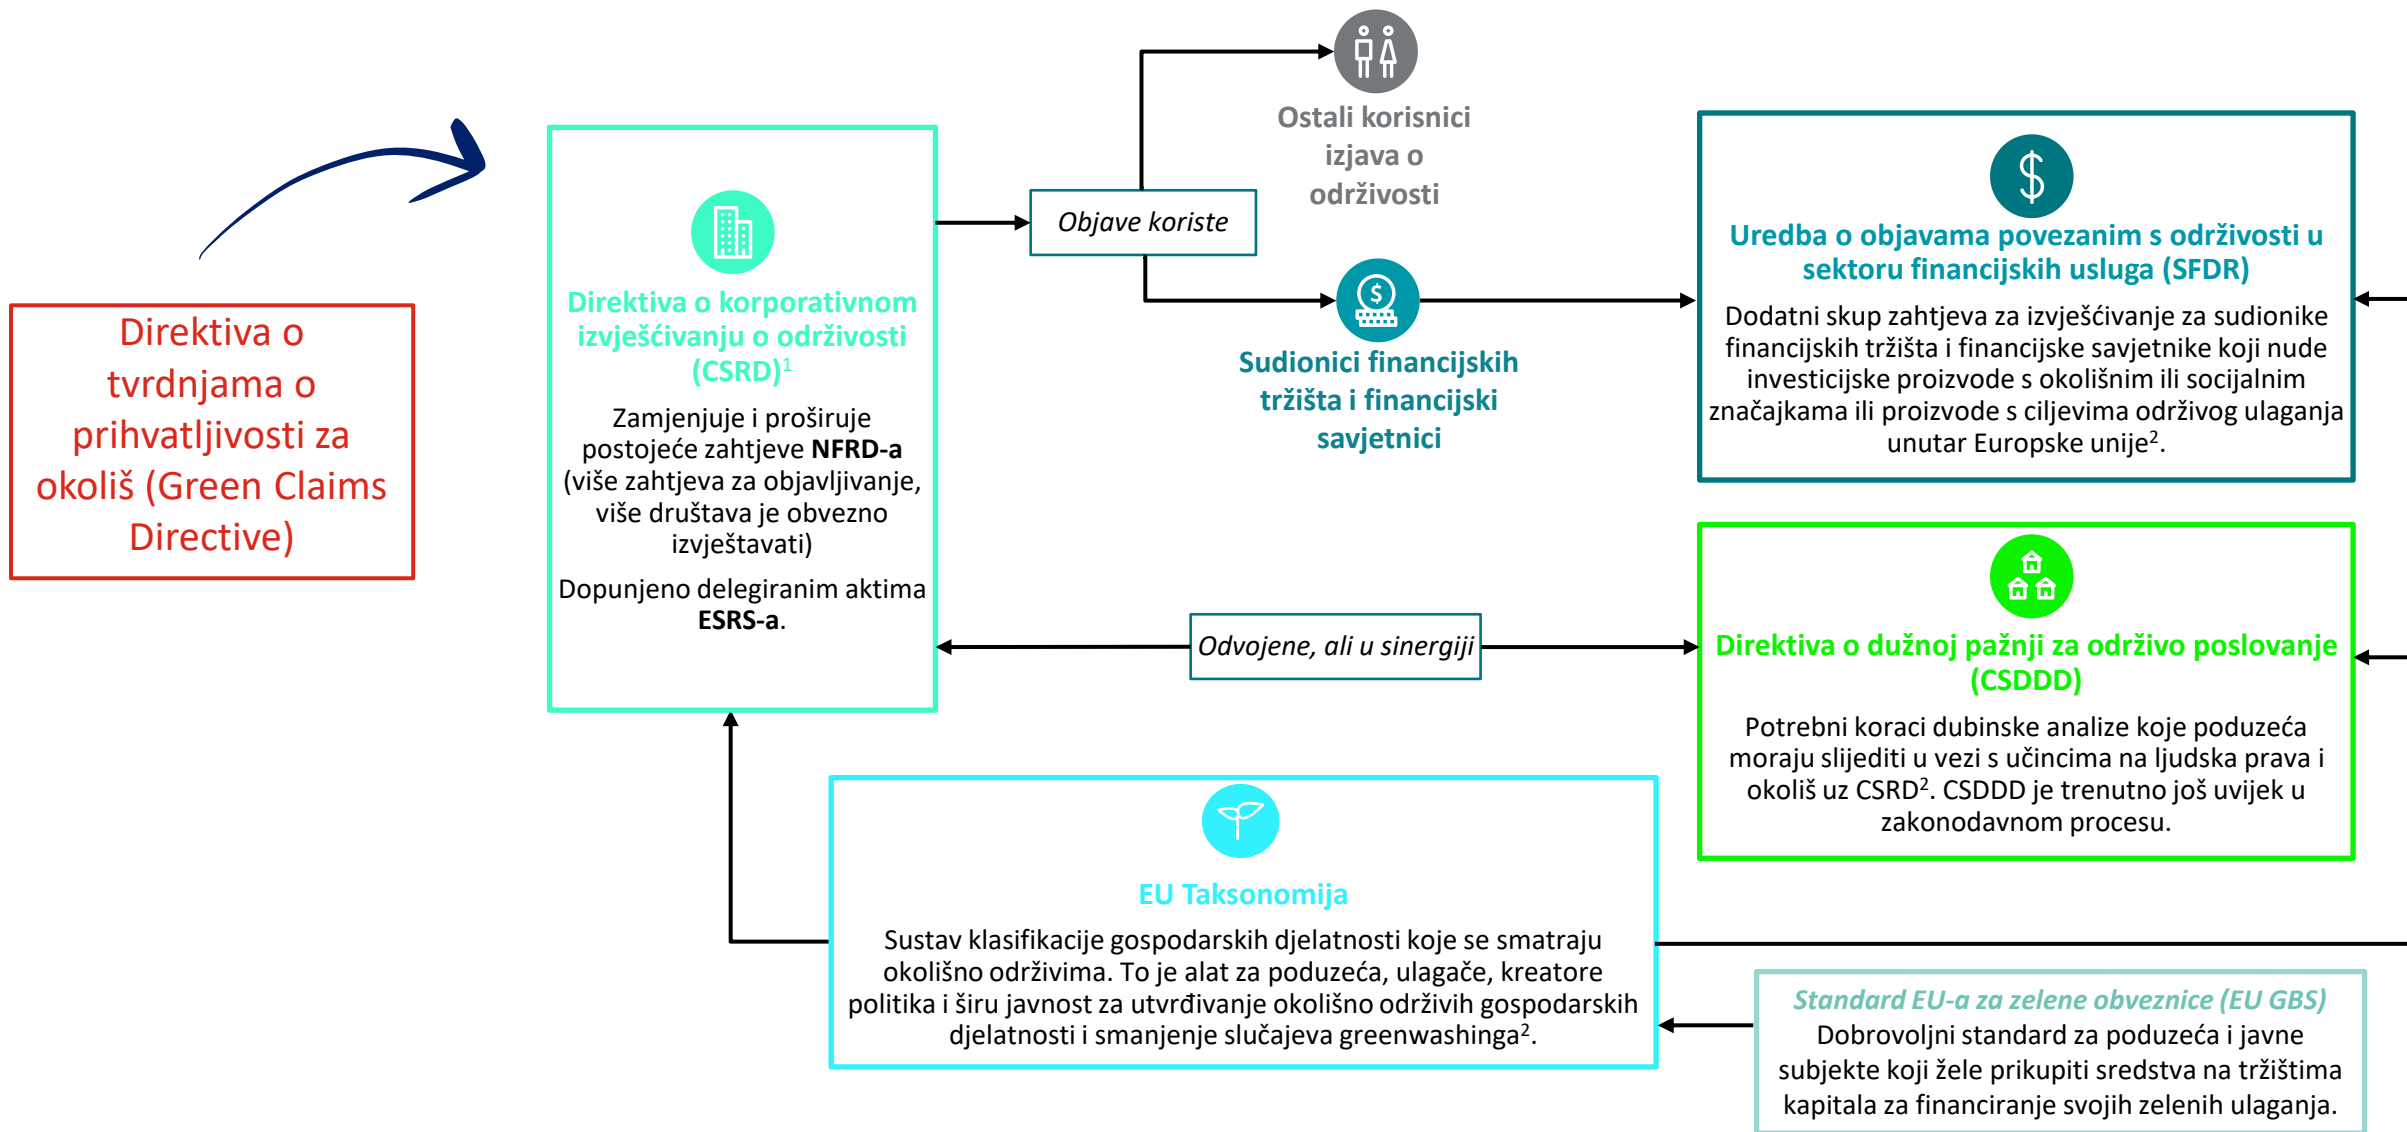 Direktiva o
tvrdnjama o
prihvatljivosti za
okoliš (Green Claims
Directive)
Direktiva o korporativnom
izvješćivanju o održivosti
(CSRD)1
Zamjenjuje i proširuje
postojeće zahtjeve NFRD-a
(više zahtjeva za objavljivanje,
više društava je obvezno
izvještavati)
Dopunjeno delegiranim aktima
ESRS-a.
Objave koriste
Ostali korisnici
izjava o
održivosti
Sudionici financijskih
tržišta i financijski
savjetnici
Uredba o objavama povezanim s održivosti u
sektoru financijskih usluga (SFDR)
Dodatni skup zahtjeva za izvješćivanje za sudionike
financijskih tržišta i financijske savjetnike koji nude
investicijske proizvode s okolišnim ili socijalnim
značajkama ili proizvode s ciljevima održivog ulaganja
unutar Europske unije2.
Odvojene, ali u sinergiji
Direktiva o dužnoj pažnji za održivo poslovanje
(CSDDD)
Potrebni koraci dubinske analize koje poduzeća
moraju slijediti u vezi s učincima na ljudska prava i
okoliš uz CSRD2. CSDDD je trenutno još uvijek u
zakonodavnom procesu.
EU Taksonomija
Sustav klasifikacije gospodarskih djelatnosti koje se smatraju
okolišno održivima. To je alat za poduzeća, ulagače, kreatore
politika i širu javnost za utvrđivanje okolišno održivih gospodarskih
djelatnosti i smanjenje slučajeva greenwashinga2.
Standard EU-a za zelene obveznice (EU GBS)
Dobrovoljni standard za poduzeća i javne
subjekte koji žele prikupiti sredstva na tržištima
kapitala za financiranje svojih zelenih ulaganja.